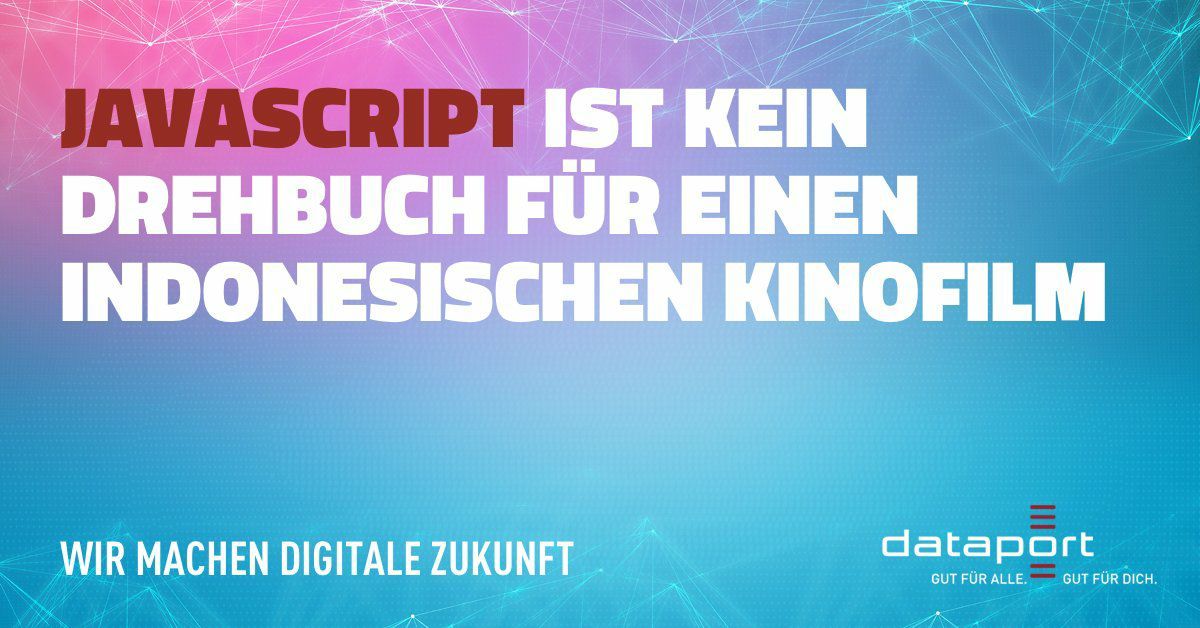 JAVASCRIPT IST KEIN
DREHBUCH FÜR EINEN
INDONESISCHEN KINOFILM
WIR MACHEN DIGITALE ZUKUNFT
dataport
GUT FÜR ALLE. GUT FÜR DICH.